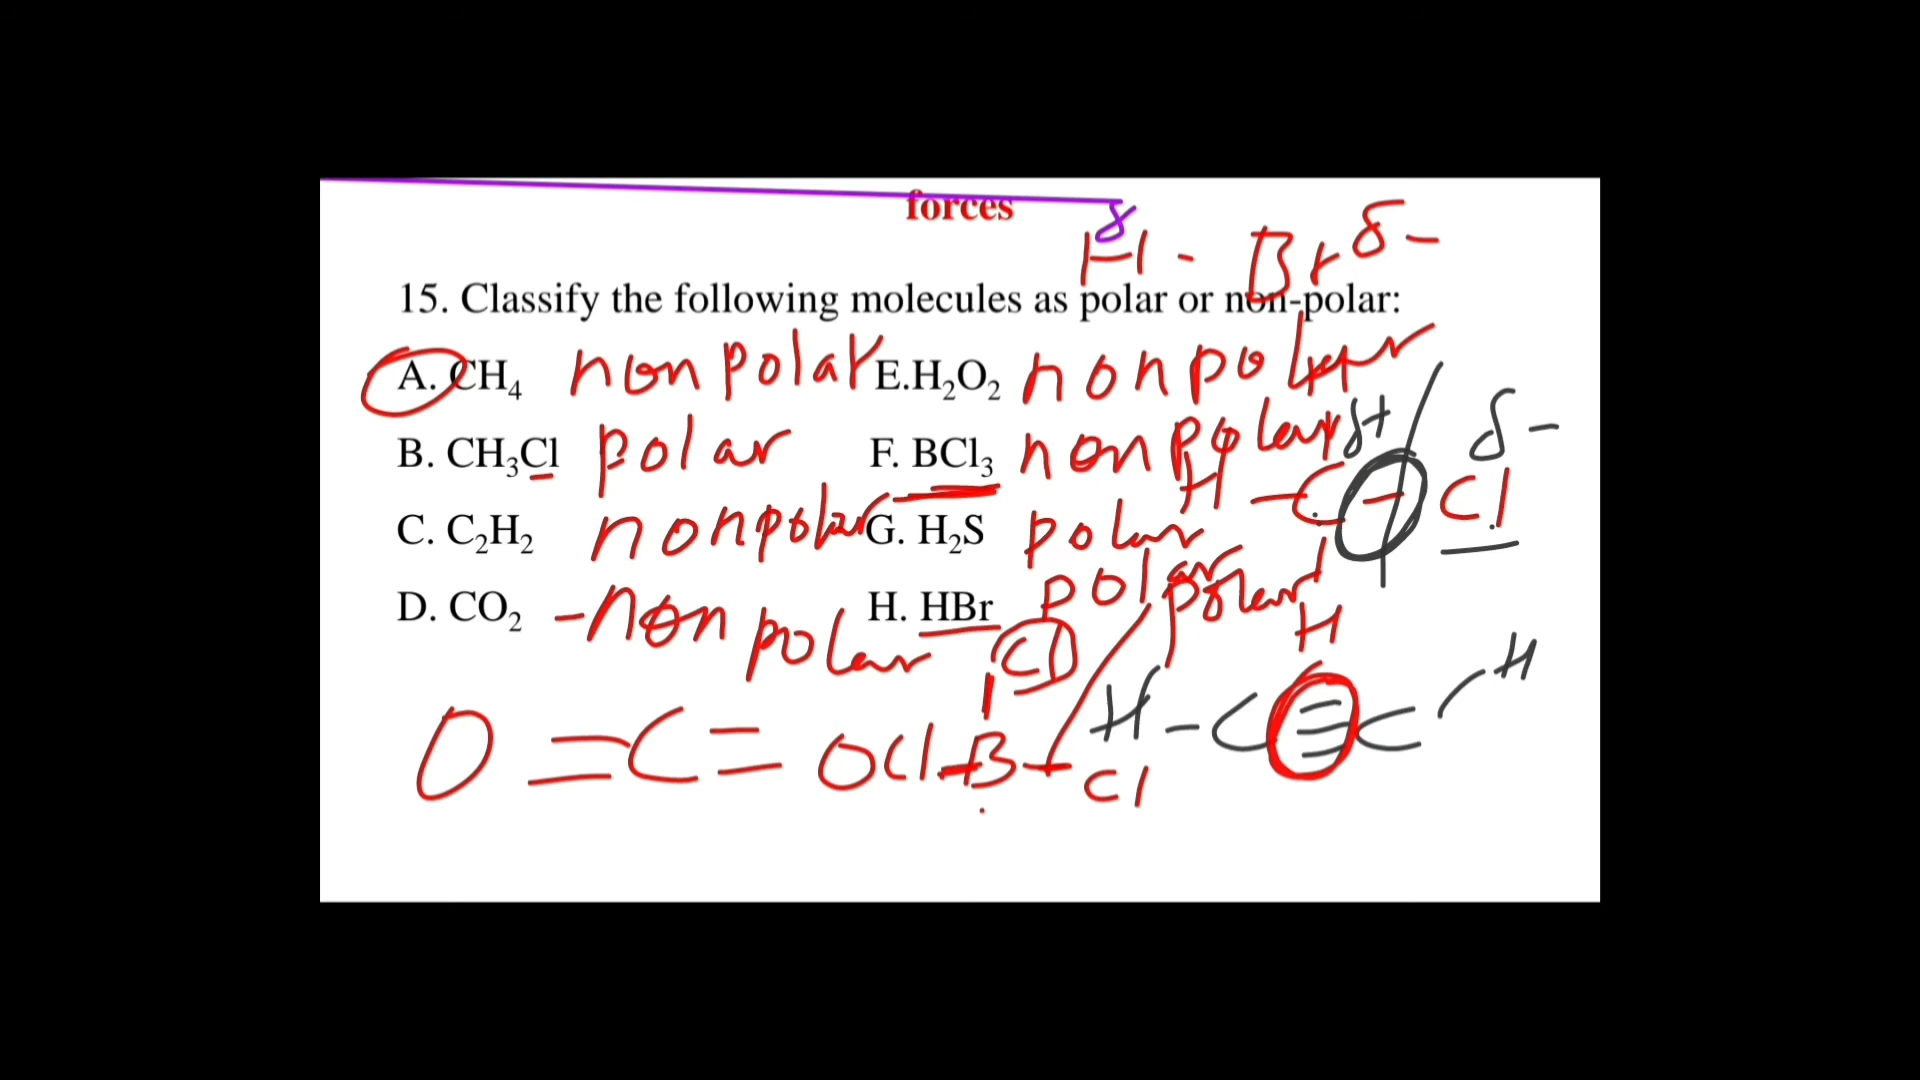 forces
H - Br δ-
15. Classify the following molecules as polar or non-polar:
A. CH₄ nonpolar E.H₂O₂ nonpolar
B. CH₃Cl polar F. BCl₃ nonpolar
δ+ δ-
H - C - Cl
H
C. C₂H₂ nonpolar G. H₂S polar
D. CO₂ - nonpolar H. HBr polar polar
Cl
O = C = O Cl - B - Cl
H - C ≡ C H